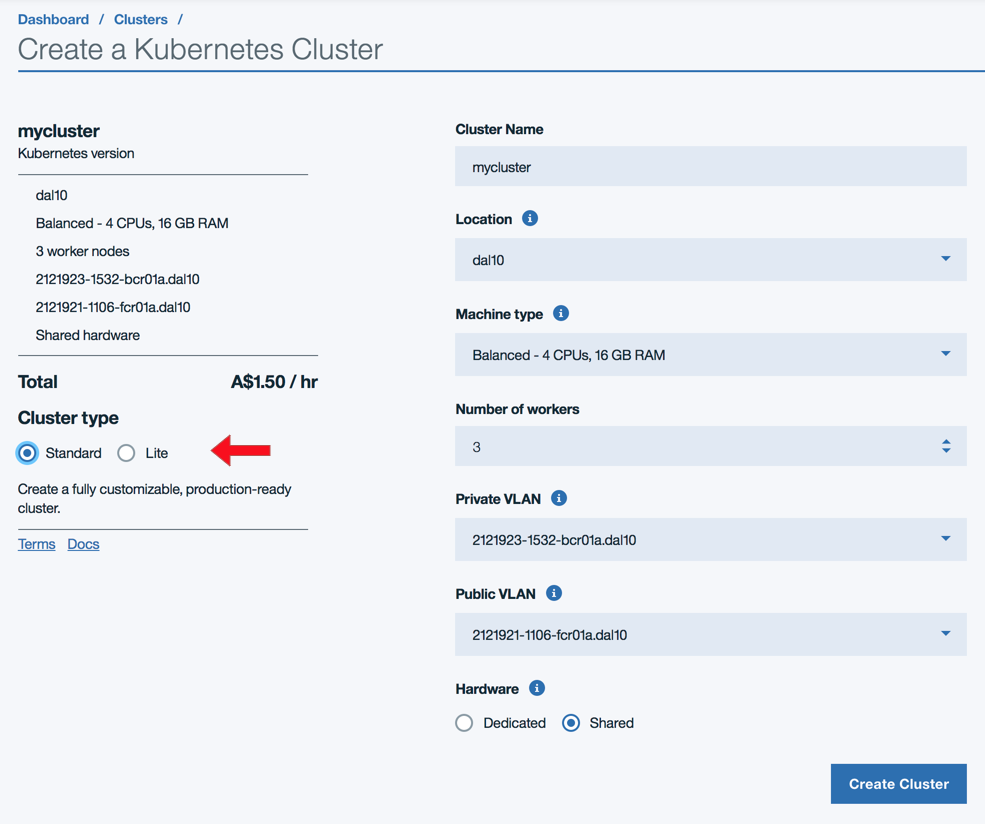 Dashboard / Clusters /
Create a Kubernetes Cluster
mycluster
Kubernetes version
dal10
Balanced - 4 CPUs, 16 GB RAM
3 worker nodes
2121923-1532-bcr01a.dal10
2121921-1106-fcr01a.dal10
Shared hardware
Total A$1.50 / hr
Cluster type
Standard Lite
Create a fully customizable, production-ready
cluster.
Terms Docs
Cluster Name
mycluster
Location
dal10
Machine type
Balanced - 4 CPUs, 16 GB RAM
Number of workers
3
Private VLAN
2121923-1532-bcr01a.dal10
Public VLAN
2121921-1106-fcr01a.dal10
Hardware
Dedicated Shared
Create Cluster